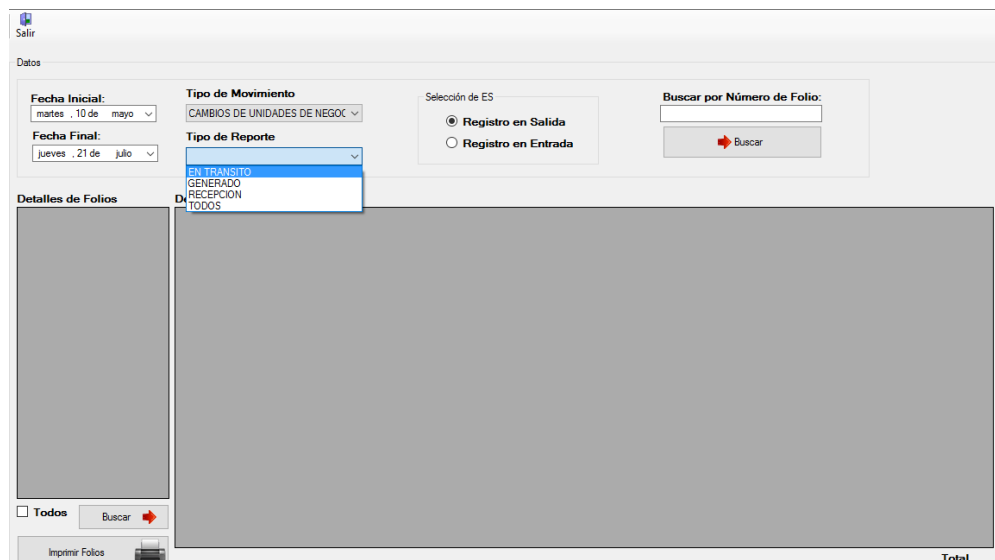 Salir
Datos
Fecha Inicial:
martes , 10 de mayo
Fecha Final:
jueves , 21 de julio
Tipo de Movimiento
CAMBIOS DE UNIDADES DE NEGOC
Tipo de Reporte
EN TRANSITO
GENERADO
RECEPCION
TODOS
Selección de ES
Registro en Salida
Registro en Entrada
Buscar por Número de Folio:
Buscar
Detalles de Folios
Todos
Buscar
Imprimir Folios
Total